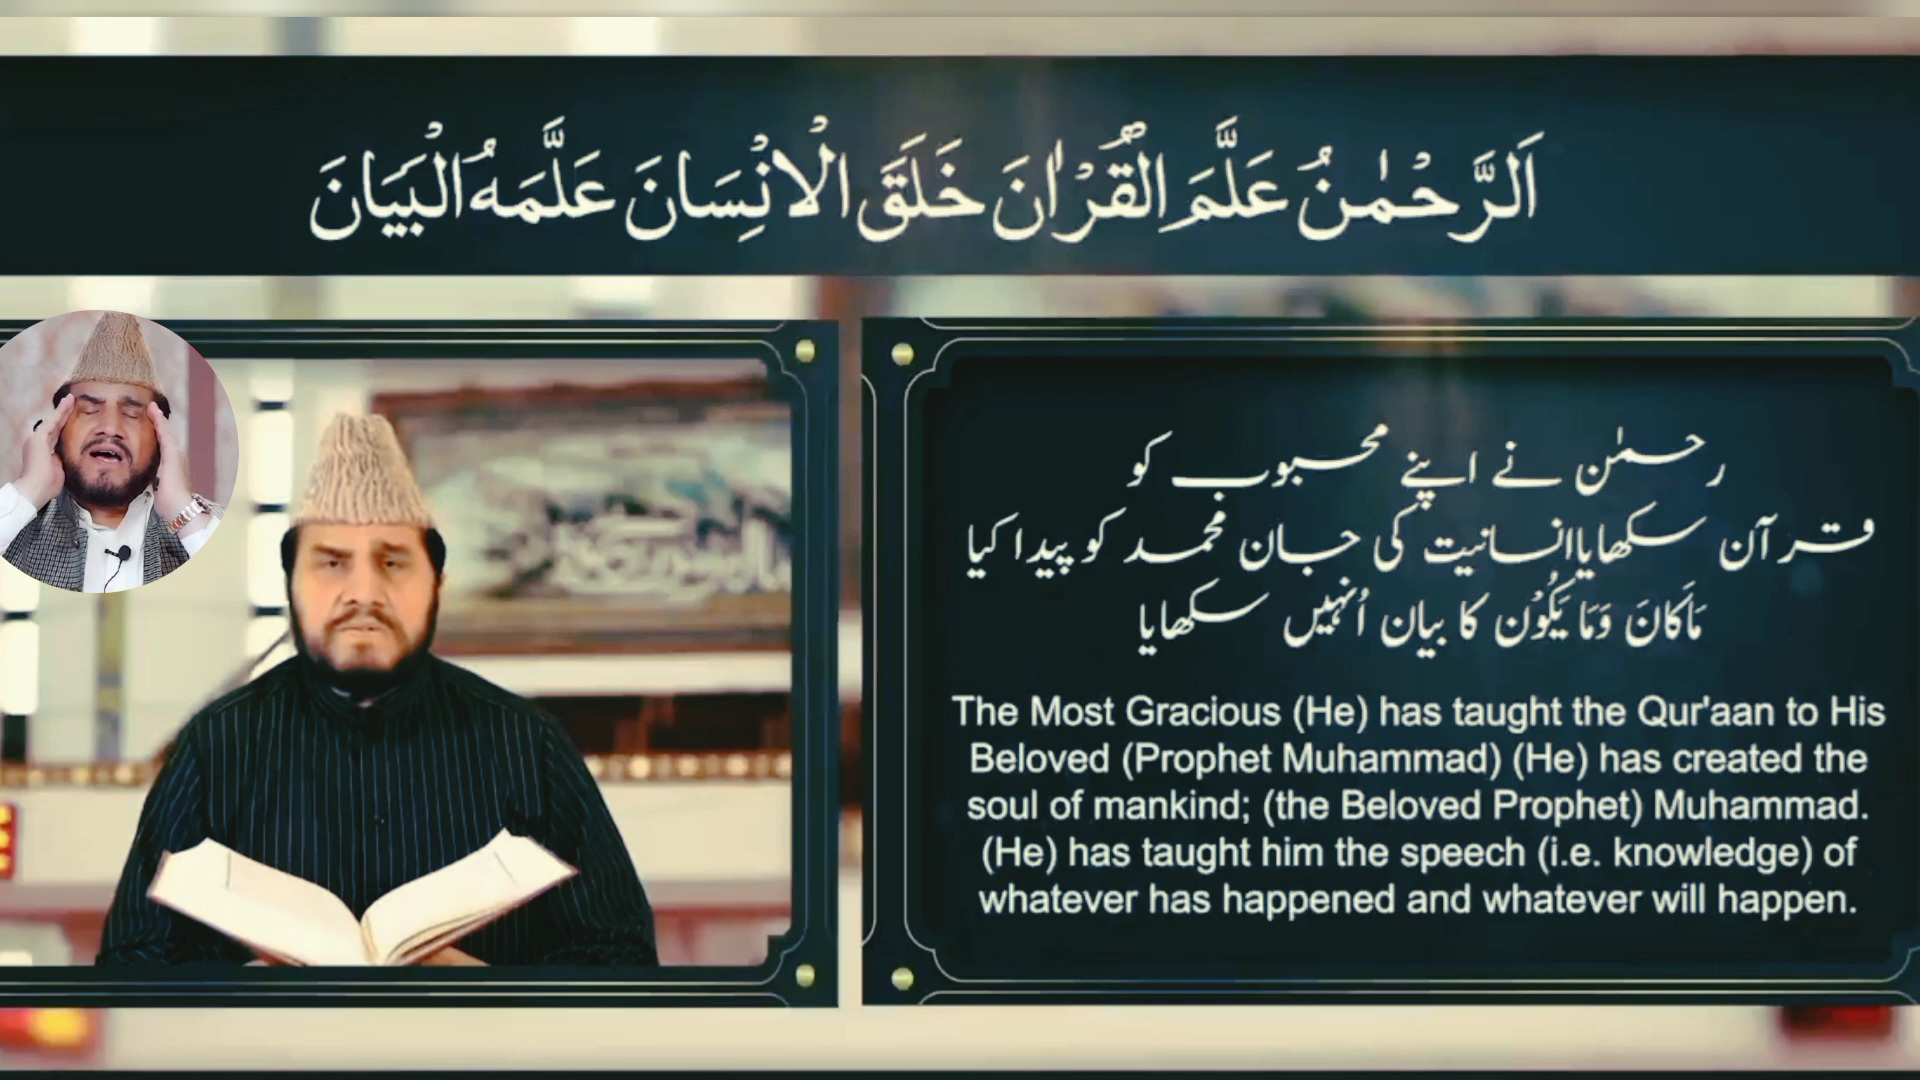 اَلرَّحْمٰنُ عَلَّمَ الْقُرْاٰنَ خَلَقَ الْاِنْسَانَ عَلَّمَهُ الْبَيَانَ
رحمٰن نے اپنے محبوب کو
قرآن سکھایا انسانیت کی جان محمد کو پیدا کیا
مَاکَانَ وَمَا یَکُوْن کا بیان اُنہیں سکھایا
The Most Gracious (He) has taught the Qur'aan to His
Beloved (Prophet Muhammad) (He) has created the
soul of mankind; (the Beloved Prophet) Muhammad.
(He) has taught him the speech (i.e. knowledge) of
whatever has happened and whatever will happen.